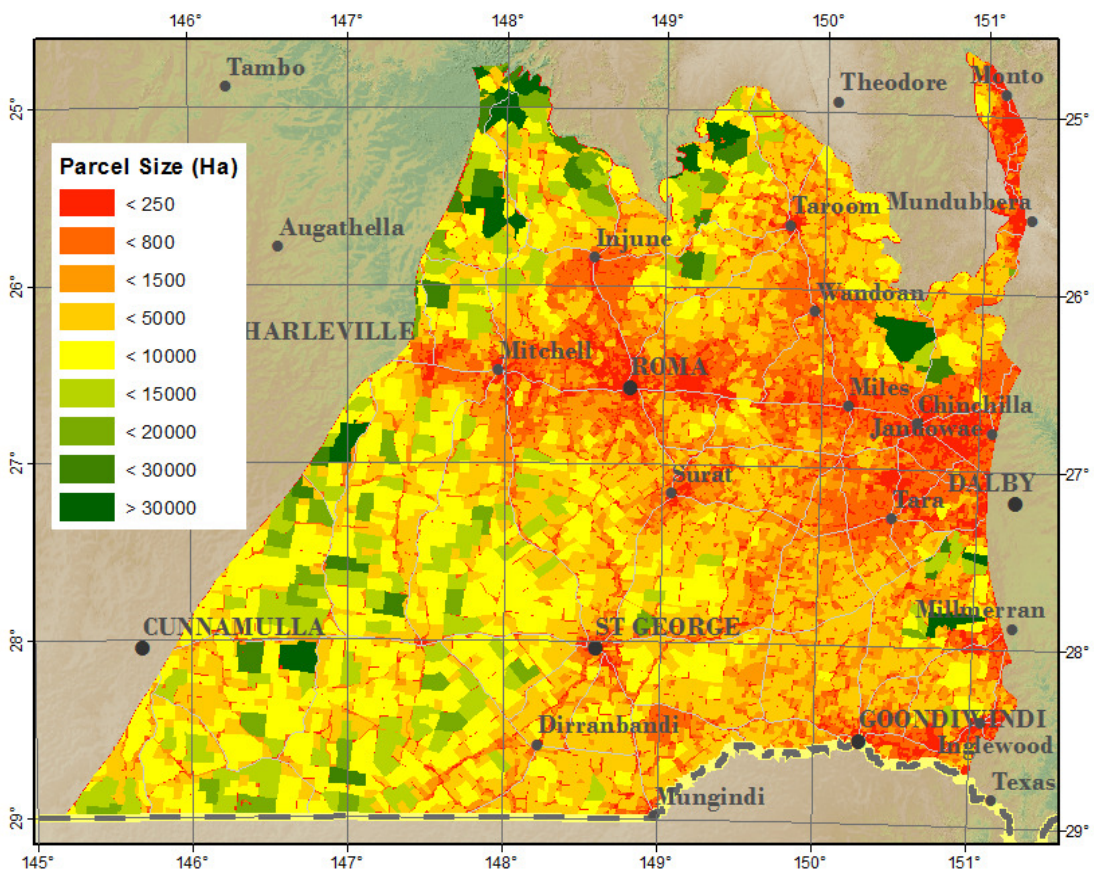 146° 147° 148° 149° 150° 151°
Tambo
Theodore
Monto
25°
25°
Parcel Size (Ha)
< 250
< 800
< 1500
< 5000
< 10000
< 15000
< 20000
< 30000
> 30000
Augathella
Injune
Taroom
Mundubbera
26°
26°
Wandoan
HARLEVILLE
Mitchell
ROMA
Miles
Chinchilla
Jandowae
27°
27°
Surat
Tara
DALBY
CUNNAMULLA
ST GEORGE
Millmerran
28°
28°
Dirranbandi
GOONDIWINDI
Inglewood
Texas
Mungindi
29°
29°
145° 146° 147° 148° 149° 150° 151°